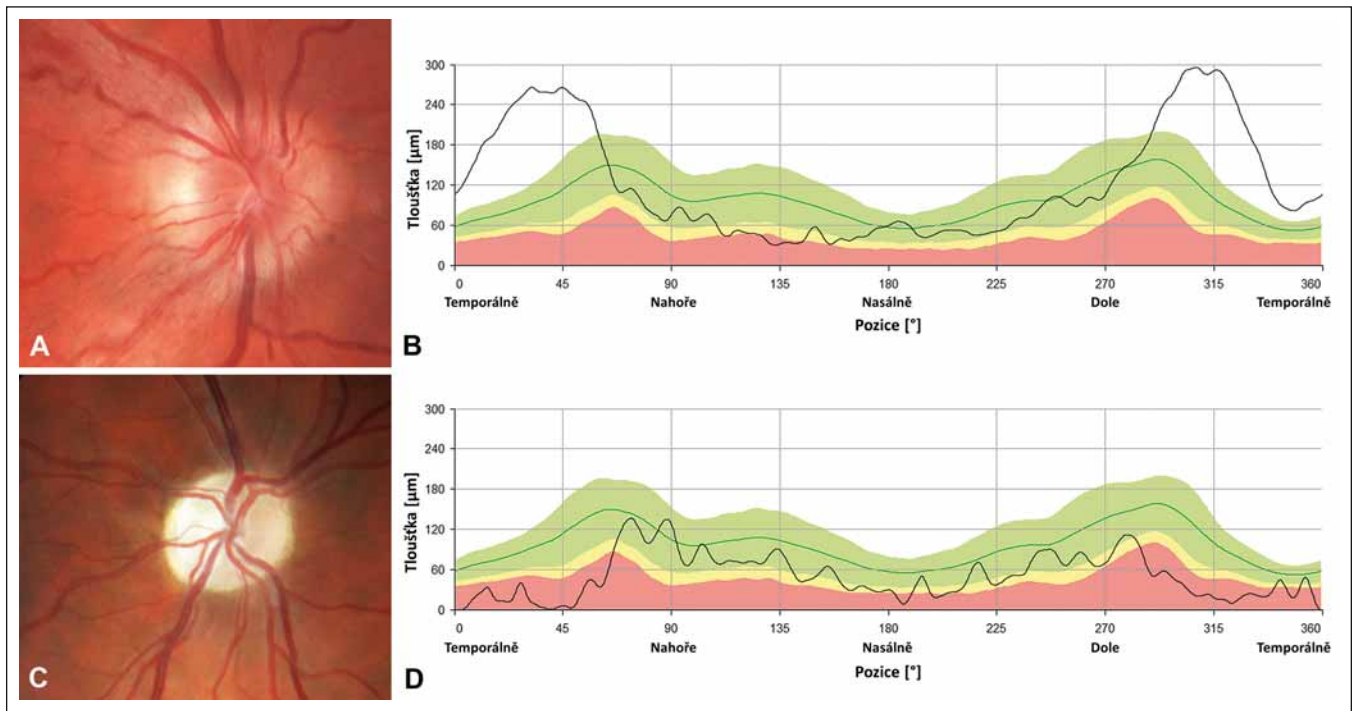 A
B
Tloušťka [µm]
300
240
180
120
60
0
0 45 90 135 180 225 270 315 360
Temporálně Nahoře Nasálně Dole Temporálně
Pozice [°]
C
D
Tloušťka [µm]
300
240
180
120
60
0
0 45 90 135 180 225 270 315 360
Temporálně Nahoře Nasálně Dole Temporálně
Pozice [°]